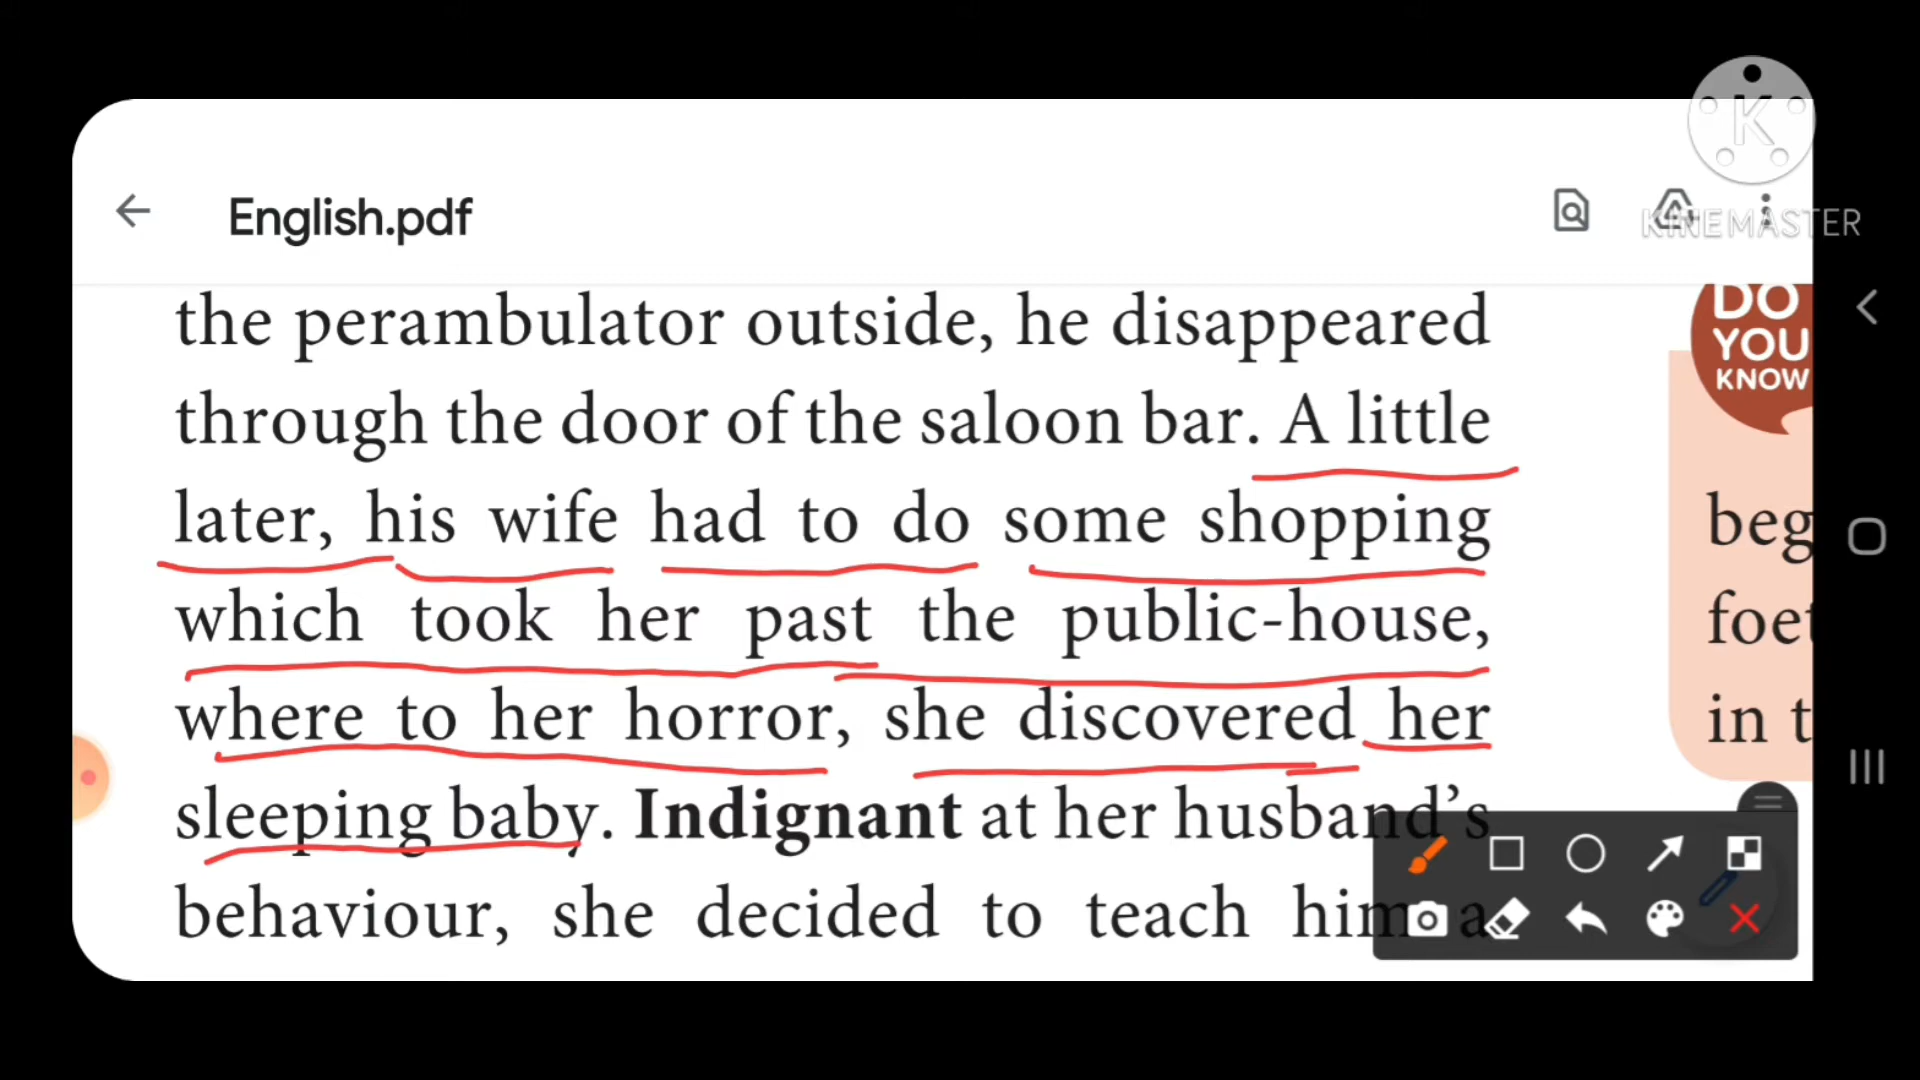 KINEMASTER
English.pdf
the perambulator outside, he disappeared
through the door of the saloon bar. A little
later, his wife had to do some shopping
which took her past the public-house,
where to her horror, she discovered her
sleeping baby. Indignant at her husband's
behaviour, she decided to teach him a
DO
YOU
KNOW
beg
foet
in t